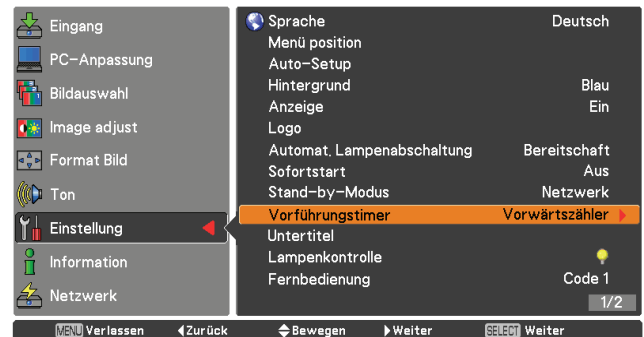 Eingang
PC-Anpassung
Bildauswahl
Image adjust
Format Bild
Ton
Einstellung
Information
Netzwerk
Sprache Deutsch
Menü position
Auto-Setup
Hintergrund Blau
Anzeige Ein
Logo
Automat. Lampenabschaltung Bereitschaft
Sofortstart Aus
Stand-by-Modus Netzwerk
Vorführungstimer Vorwärtszähler
Untertitel
Lampenkontrolle
Fernbedienung Code 1
1/2
MENU Verlassen Zurück Bewegen Weiter SELECT Weiter